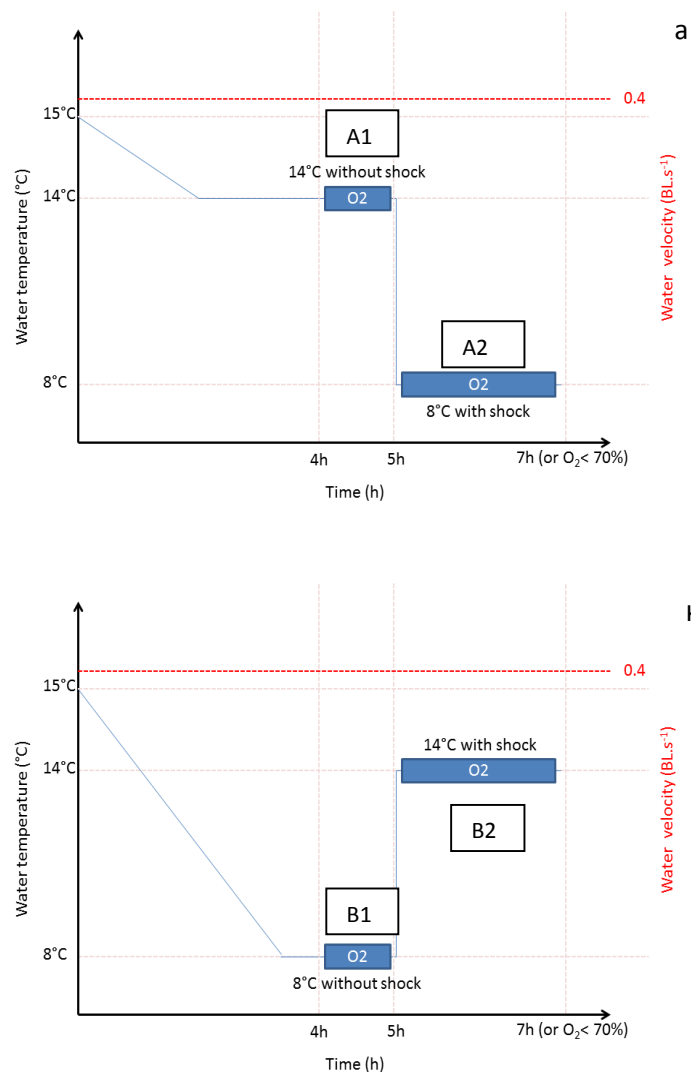 a
0.4
15°C
A1
14°C without shock
14°C
O2
A2
8°C
O2
8°C with shock
4h
5h
7h (or O₂< 70%)
Time (h)
Water temperature (°C)
Water velocity (BL.s⁻¹)
0.4
15°C
14°C with shock
14°C
O2
B2
B1
8°C
O2
8°C without shock
4h
5h
7h (or O₂< 70%)
Time (h)
Water temperature (°C)
Water velocity (BL.s⁻¹)